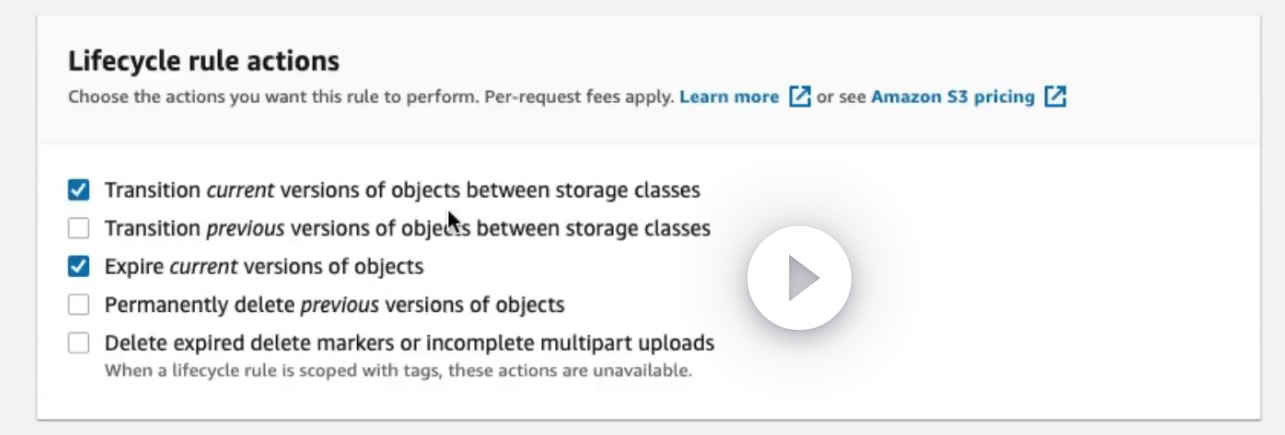 Lifecycle rule actions
Choose the actions you want this rule to perform. Per-request fees apply. Learn more or see Amazon S3 pricing
Transition current versions of objects between storage classes
Transition previous versions of objects between storage classes
Expire current versions of objects
Permanently delete previous versions of objects
Delete expired delete markers or incomplete multipart uploads
When a lifecycle rule is scoped with tags, these actions are unavailable.